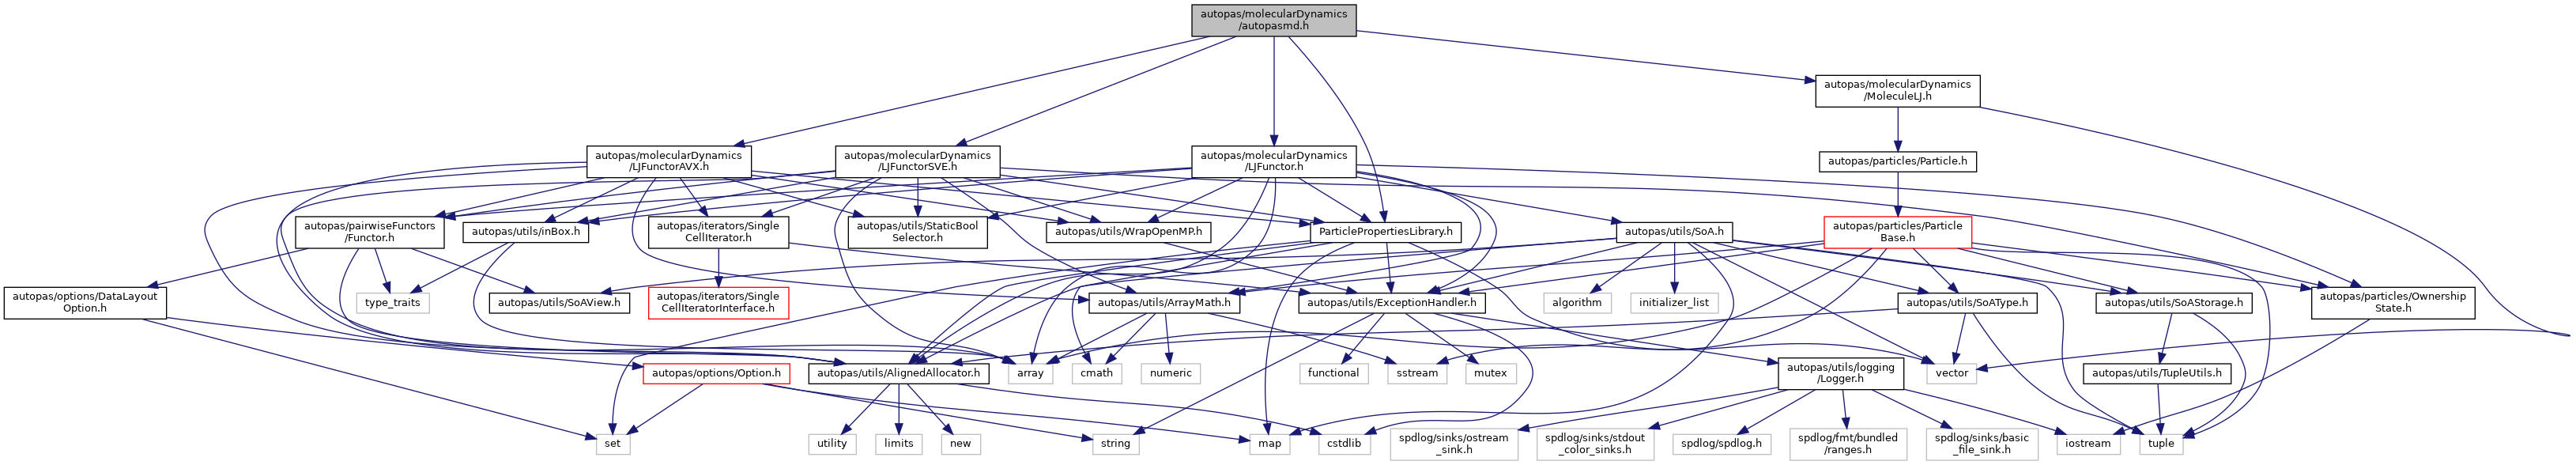 autopas/molecularDynamics
/autopasmd.h
autopas/molecularDynamics
/MoleculeLJ.h
autopas/molecularDynamics
/LJFunctorAVX.h
autopas/molecularDynamics
/LJFunctorSVE.h
autopas/molecularDynamics
/LJFunctor.h
autopas/particles/Particle.h
autopas/pairwiseFunctors
/Functor.h
autopas/utils/inBox.h
autopas/iterators/Single
CellIterator.h
autopas/utils/StaticBool
Selector.h
autopas/utils/WrapOpenMP.h
ParticlePropertiesLibrary.h
autopas/utils/SoA.h
autopas/particles/Particle
Base.h
autopas/options/DataLayout
Option.h
type_traits
autopas/utils/SoAView.h
autopas/iterators/Single
CellIteratorInterface.h
autopas/utils/ArrayMath.h
autopas/utils/ExceptionHandler.h
algorithm
initializer_list
autopas/utils/SoAType.h
autopas/utils/SoAStorage.h
autopas/particles/Ownership
State.h
autopas/options/Option.h
autopas/utils/AlignedAllocator.h
array
cmath
numeric
functional
sstream
mutex
autopas/utils/logging
/Logger.h
vector
autopas/utils/TupleUtils.h
set
utility
limits
new
string
map
cstdlib
spdlog/sinks/ostream
_sink.h
spdlog/sinks/stdout
_color_sinks.h
spdlog/spdlog.h
spdlog/fmt/bundled
/ranges.h
spdlog/sinks/basic
_file_sink.h
iostream
tuple